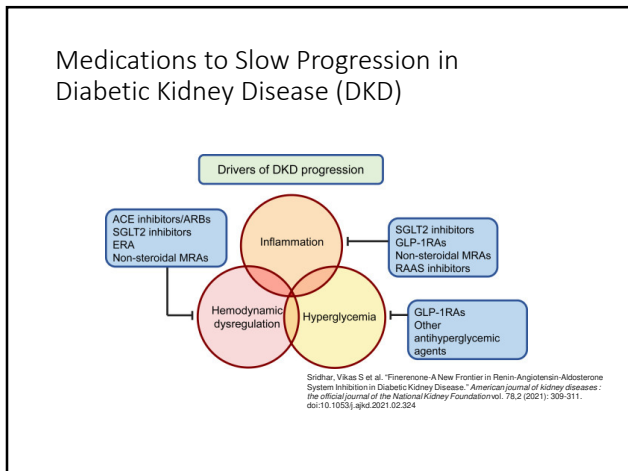 Medications to Slow Progression in
Diabetic Kidney Disease (DKD)
Drivers of DKD progression
ACE inhibitors/ARBs
SGLT2 inhibitors
ERA
Non-steroidal MRAs
Inflammation
SGLT2 inhibitors
GLP-1RAs
Non-steroidal MRAs
RAAS inhibitors
Hemodynamic
dysregulation
Hyperglycemia
GLP-1RAs
Other
antihyperglycemic
agents
Sridhar, Vikas S et al. “Finerenone-A New Frontier in Renin-Angiotensin-Aldosterone
System Inhibition in Diabetic Kidney Disease.” American journal of kidney diseases :
the official journal of the National Kidney Foundation vol. 78,2 (2021): 309-311.
doi:10.1053/j.ajkd.2021.02.324